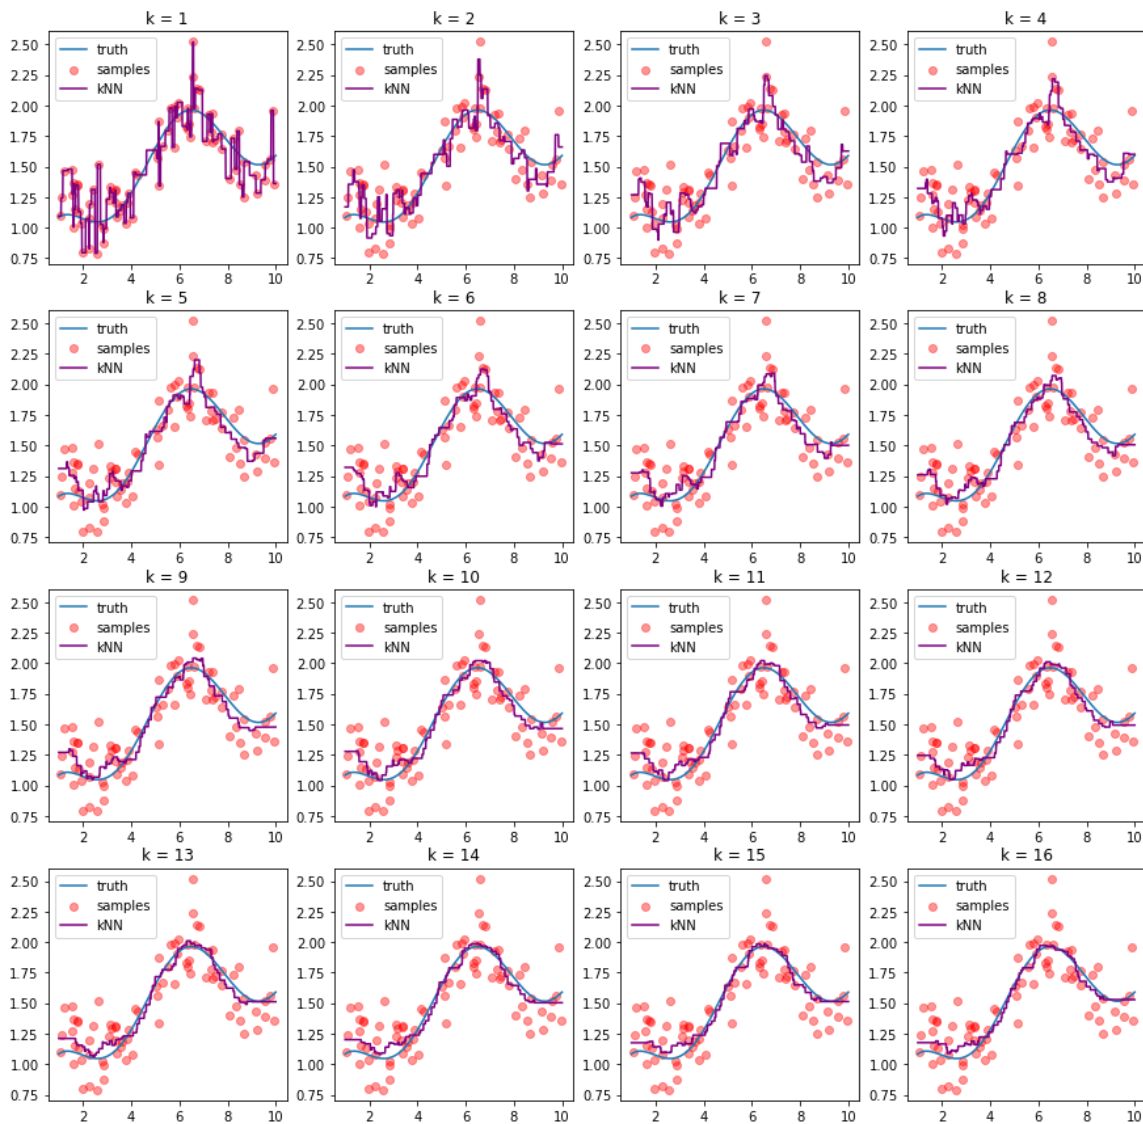 k = 1
k = 2
k = 3
k = 4
truth
samples
kNN
2.50
2.25
2.00
1.75
1.50
1.25
1.00
0.75
2 4 6 8 10
truth
samples
kNN
2.50
2.25
2.00
1.75
1.50
1.25
1.00
0.75
2 4 6 8 10
truth
samples
kNN
2.50
2.25
2.00
1.75
1.50
1.25
1.00
0.75
2 4 6 8 10
truth
samples
kNN
2.50
2.25
2.00
1.75
1.50
1.25
1.00
0.75
2 4 6 8 10
k = 5
k = 6
k = 7
k = 8
truth
samples
kNN
2.50
2.25
2.00
1.75
1.50
1.25
1.00
0.75
2 4 6 8 10
truth
samples
kNN
2.50
2.25
2.00
1.75
1.50
1.25
1.00
0.75
2 4 6 8 10
truth
samples
kNN
2.50
2.25
2.00
1.75
1.50
1.25
1.00
0.75
2 4 6 8 10
truth
samples
kNN
2.50
2.25
2.00
1.75
1.50
1.25
1.00
0.75
2 4 6 8 10
k = 9
k = 10
k = 11
k = 12
truth
samples
kNN
2.50
2.25
2.00
1.75
1.50
1.25
1.00
0.75
2 4 6 8 10
truth
samples
kNN
2.50
2.25
2.00
1.75
1.50
1.25
1.00
0.75
2 4 6 8 10
truth
samples
kNN
2.50
2.25
2.00
1.75
1.50
1.25
1.00
0.75
2 4 6 8 10
truth
samples
kNN
2.50
2.25
2.00
1.75
1.50
1.25
1.00
0.75
2 4 6 8 10
k = 13
k = 14
k = 15
k = 16
truth
samples
kNN
2.50
2.25
2.00
1.75
1.50
1.25
1.00
0.75
2 4 6 8 10
truth
samples
kNN
2.50
2.25
2.00
1.75
1.50
1.25
1.00
0.75
2 4 6 8 10
truth
samples
kNN
2.50
2.25
2.00
1.75
1.50
1.25
1.00
0.75
2 4 6 8 10
truth
samples
kNN
2.50
2.25
2.00
1.75
1.50
1.25
1.00
0.75
2 4 6 8 10